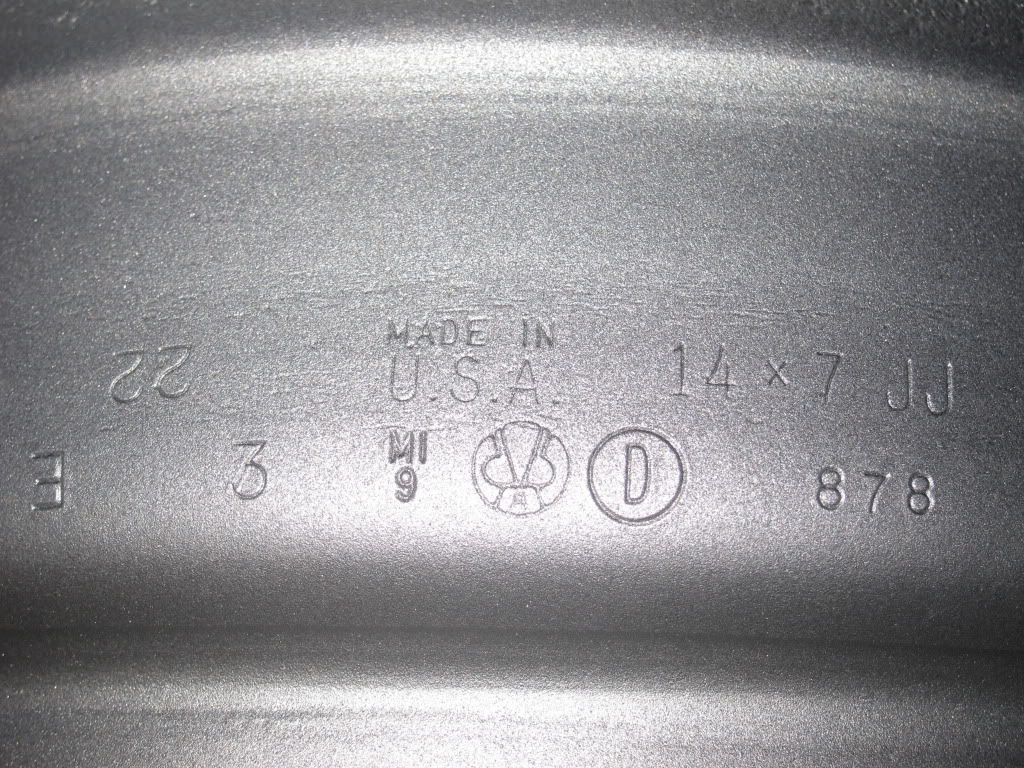 MADE IN
22 U.S.A. 14 x 7 JJ
E 3 MI D 878
9